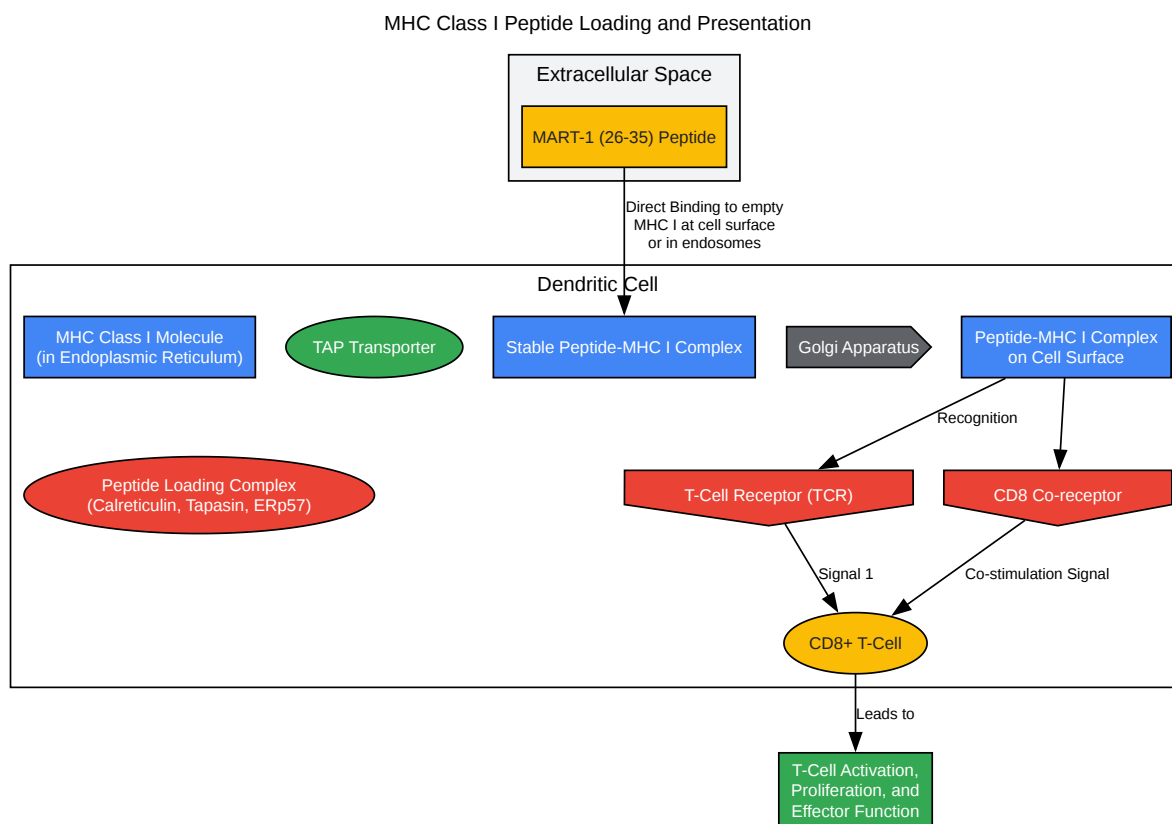 MHC Class I Peptide Loading and Presentation
Extracellular Space
MART-1 (26-35) Peptide
Direct Binding to empty
MHC I at cell surface
or in endosomes
Dendritic Cell
MHC Class I Molecule
(in Endoplasmic Reticulum)
TAP Transporter
Stable Peptide-MHC I Complex
Golgi Apparatus
Peptide-MHC I Complex
on Cell Surface
Recognition
Peptide Loading Complex
(Calreticulin, Tapasin, ERp57)
T-Cell Receptor (TCR)
CD8 Co-receptor
Signal 1
Co-stimulation Signal
CD8+ T-Cell
Leads to
T-Cell Activation,
Proliferation, and
Effector Function